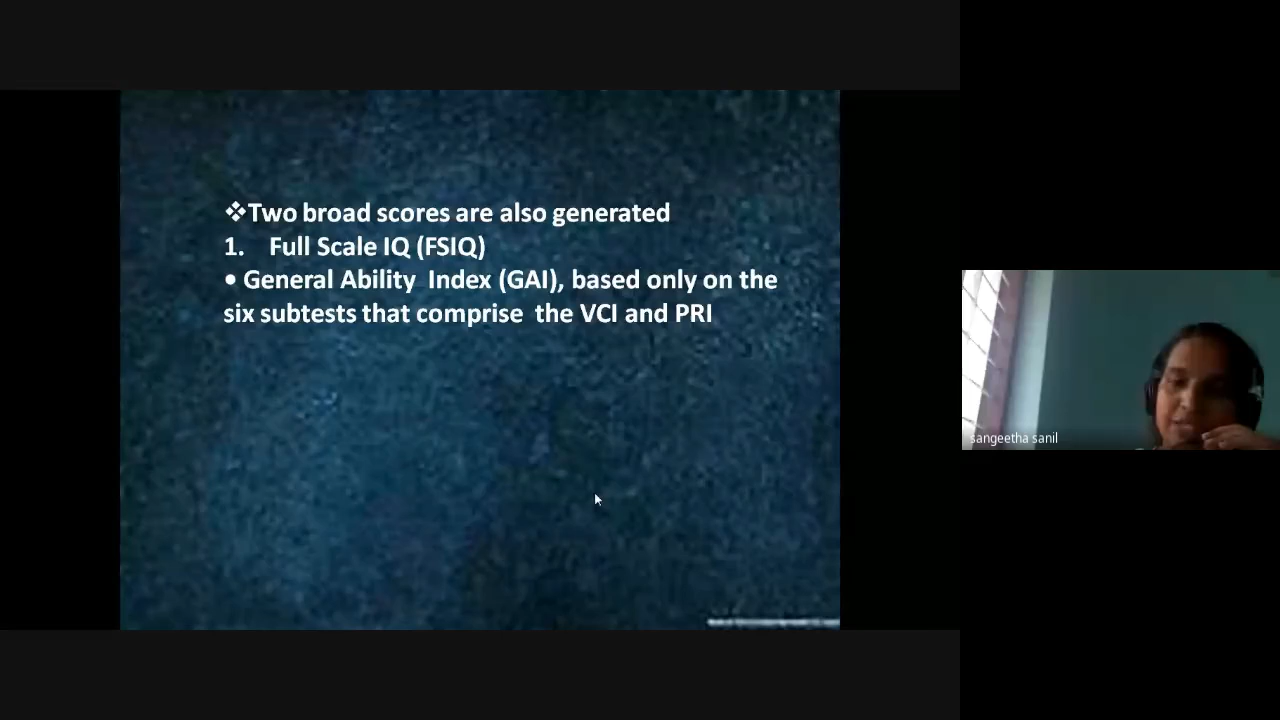 ❖Two broad scores are also generated
1. Full Scale IQ (FSIQ)
• General Ability Index (GAI), based only on the
six subtests that comprise the VCI and PRI
sangeetha sanil